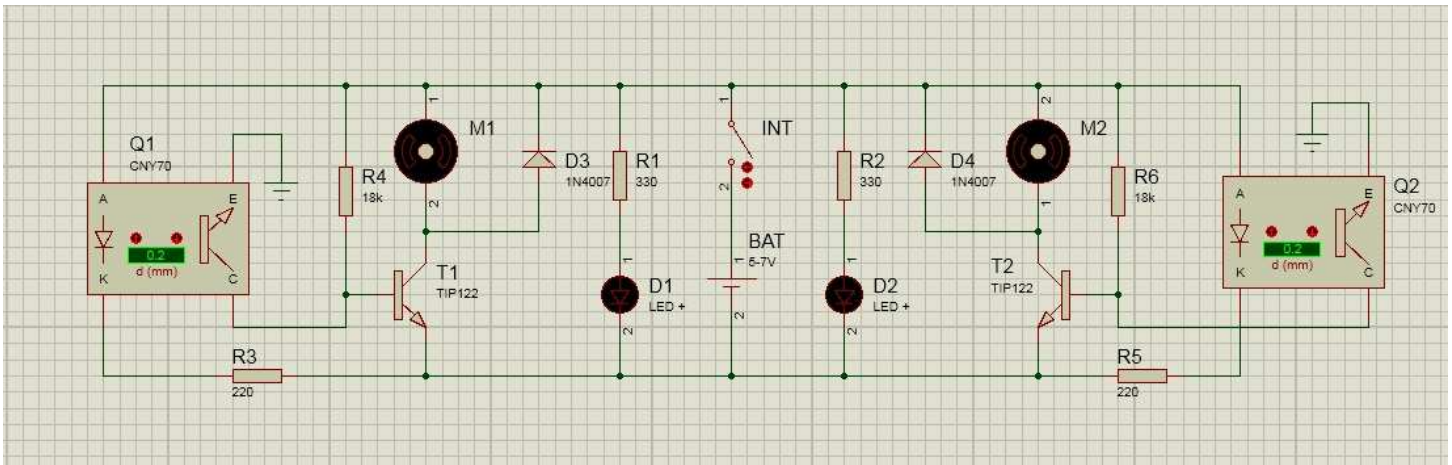 Q1
CNY70
A
E
0.2
d (mm)
K
C
R4
18k
R3
220
1
M1
2
T1
TIP122
D3
1N4007
R1
330
1
D1
LED +
2
1
INT
2
BAT
1
5-7V
2
R2
330
1
D2
LED +
2
D4
1N4007
2
M2
1
T2
TIP122
R6
18k
R5
220
Q2
CNY70
A
E
0.2
d (mm)
K
C